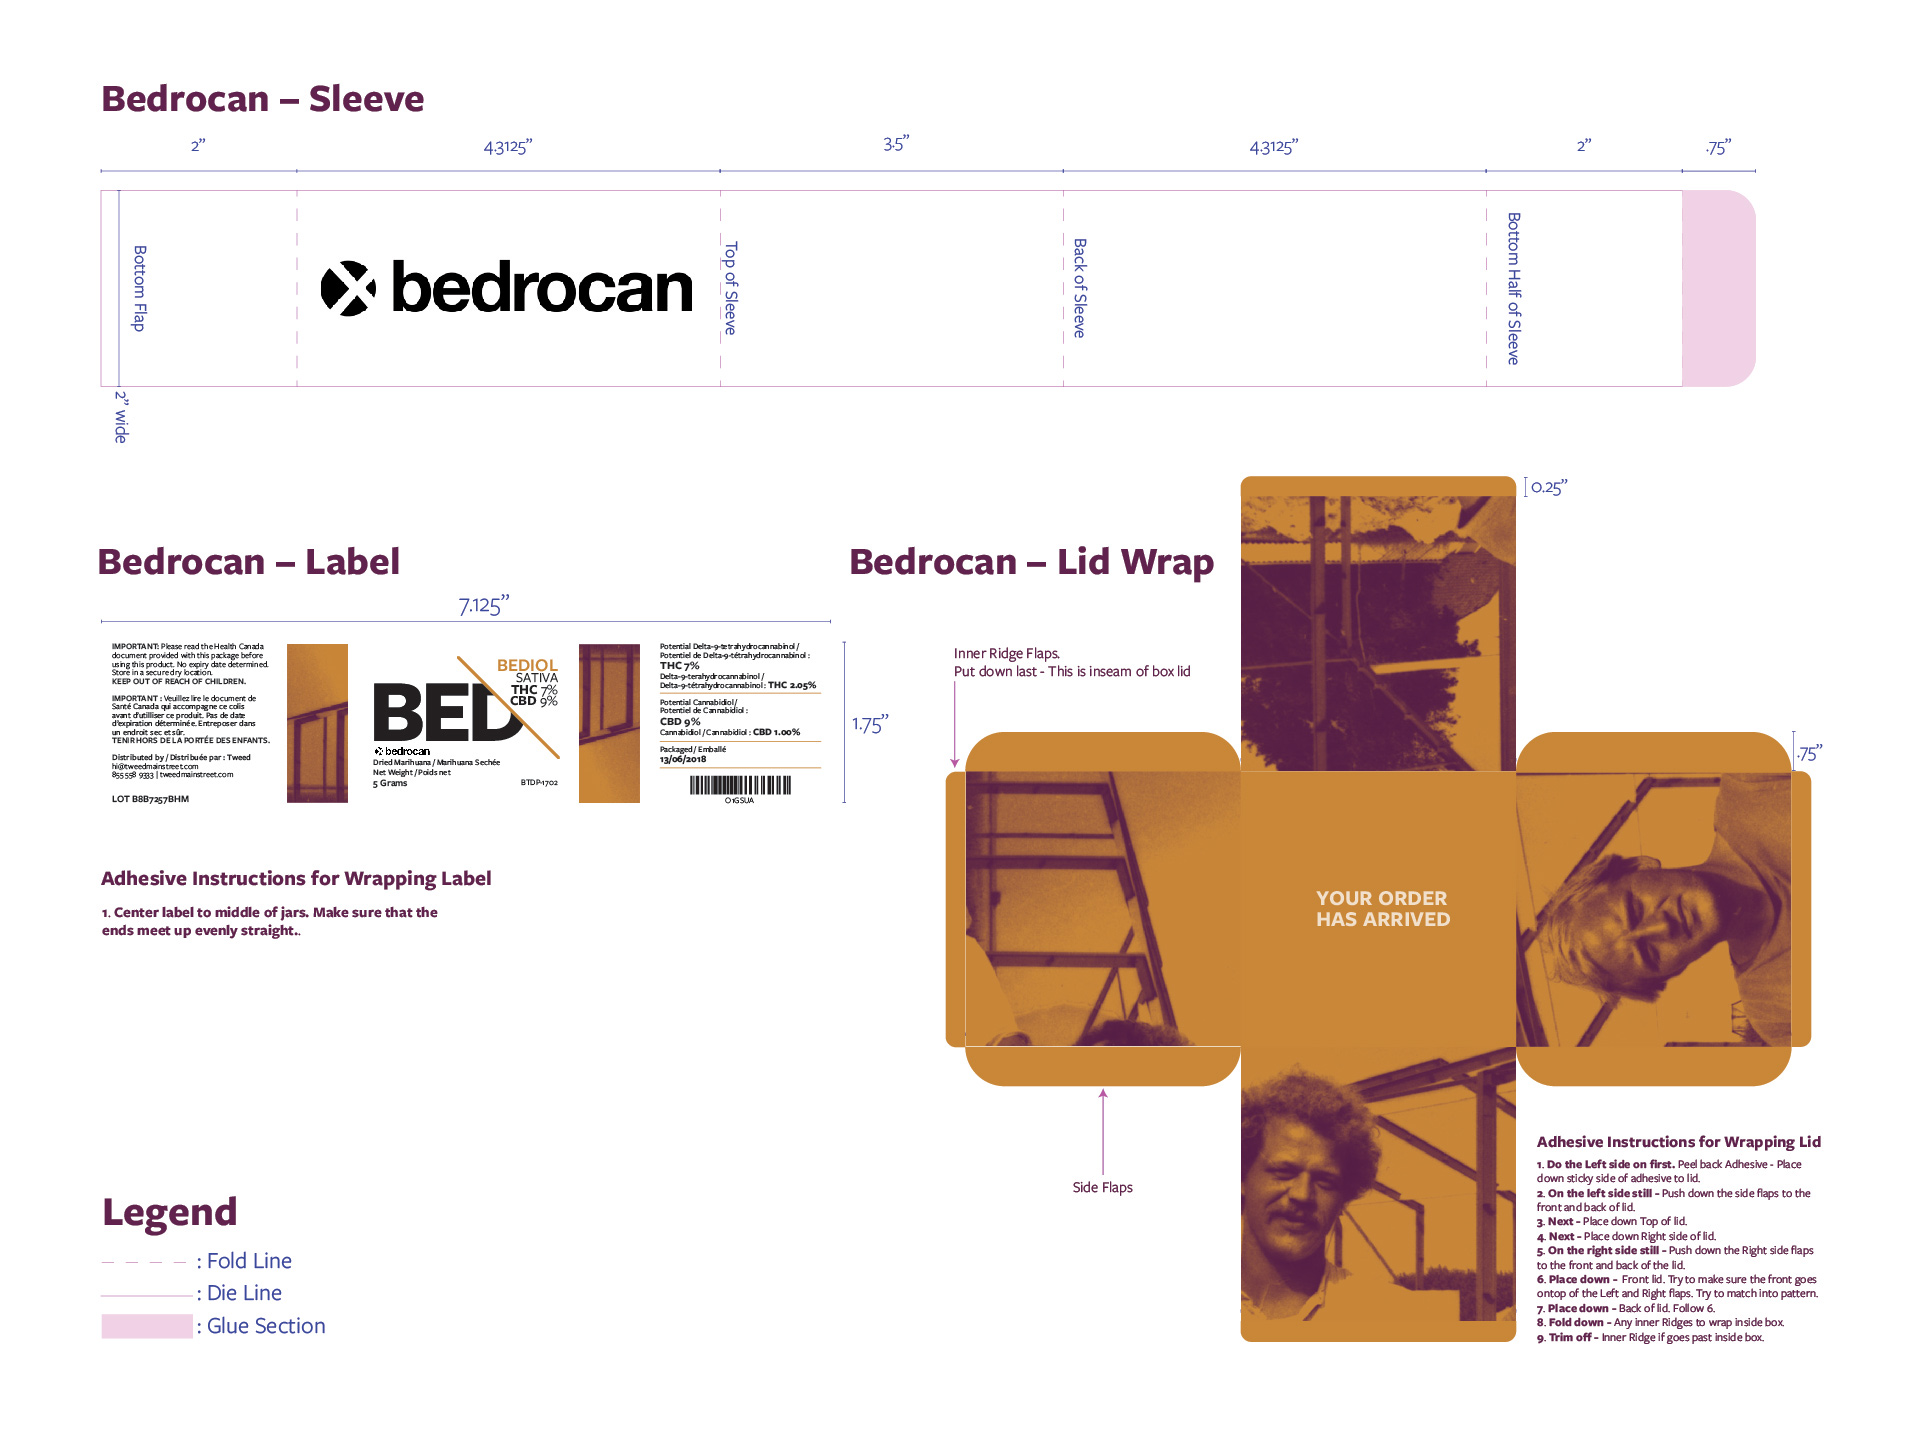 Bedrocan – Sleeve
2”
4.3125”
3.5”
4.3125”
2”
.75”
Bottom Flap
bedrocan
Top of Sleeve
Back of Sleeve
Bottom Half of Sleeve
2” wide
Bedrocan – Label
7.125”
IMPORTANT: Please read the Health Canada
document provided with this package before
using this product. No expiry date determined.
Store in a secure dry location.
KEEP OUT OF REACH OF CHILDREN.
IMPORTANT : Veuillez lire le document de
Santé Canada qui accompagne ce colis
avant d'utilliser ce produit. Pas de date
d'expiration déterminée. Entreposer dans
un endroit sec et sûr.
TENIR HORS DE LA PORTÉE DES ENFANTS.
Distributed by / Distribuée par : Tweed
hi@tweedmainstreet.com
855 558 9333 | tweedmainstreet.com
LOT B8B7257BHM
BEDIOL
SATIVA
THC 7%
CBD 9%
BED
bedrocan
Dried Marihuana / Marihuana Sechée
Net Weight / Poids net
5 Grams
BTDP-1702
Potential Delta-9-tetrahydrocannabinol /
Potentiel de Delta-9-tétrahydrocannabinol :
THC 7%
Delta-9-terahydrocannabinol /
Delta-9-tétrahydrocannabinol : THC 2.05%
Potential Cannabidiol /
Potentiel de Cannabidiol :
CBD 9%
Cannabidiol / Cannabidiol : CBD 1.00%
Packaged / Emballé
13/06/2018
O1GSUA
1.75”
Adhesive Instructions for Wrapping Label
1. Center label to middle of jars. Make sure that the
ends meet up evenly straight..
Bedrocan – Lid Wrap
0.25”
Inner Ridge Flaps.
Put down last - This is inseam of box lid
.75”
YOUR ORDER
HAS ARRIVED
Side Flaps
Adhesive Instructions for Wrapping Lid
1. Do the Left side on first. Peel back Adhesive - Place
down sticky side of adhesive to lid.
2. On the left side still - Push down the side flaps to the
front and back of lid.
3. Next - Place down Top of lid.
4. Next - Place down Right side of lid.
5. On the right side still - Push down the Right side flaps
to the front and back of the lid.
6. Place down - Front lid. Try to make sure the front goes
ontop of the Left and Right flaps. Try to match into pattern.
7. Place down - Back of lid. Follow 6.
8. Fold down - Any inner Ridges to wrap inside box.
9. Trim off - Inner Ridge if goes past inside box.
Legend
: Fold Line
: Die Line
: Glue Section